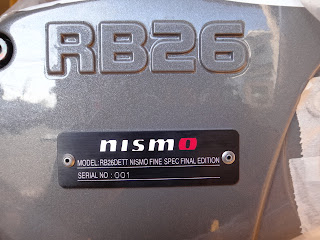 RB26
nismo
MODEL: RB26DETT NISMO FINE SPEC FINAL EDITION
SERIAL NO : 001